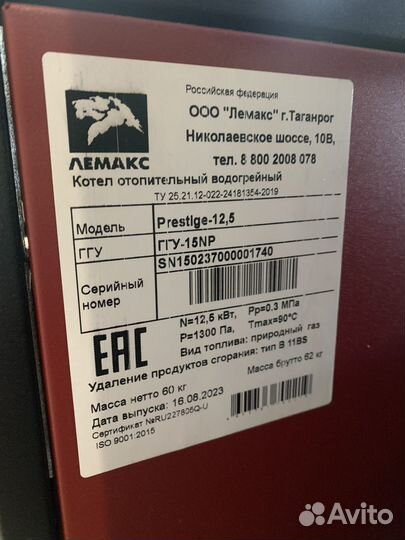 Российская федерация
ООО "Лемакс" г.Таганрог
Николаевское шоссе, 10В,
тел. 8 800 2008 078
ЛЕМАКС
Котел отопительный водогрейный
ТУ 25.21.12-022-24181354-2019
Модель Prestige-12,5
ГГУ ГГУ-15NP
Серийный номер SN150237000001740
EAC
N=12,5 кВт, Pp=0.3 МПа
P=1300 Па, Tmax=90°C
Вид топлива: природный газ
Удаление продуктов сгорания: тип В 11BS
Масса нетто 60 кг Масса брутто 62 кг
Дата выпуска: 16.08.2023
Сертификат №RU227805Q-U
ISO 9001:2015
Avito